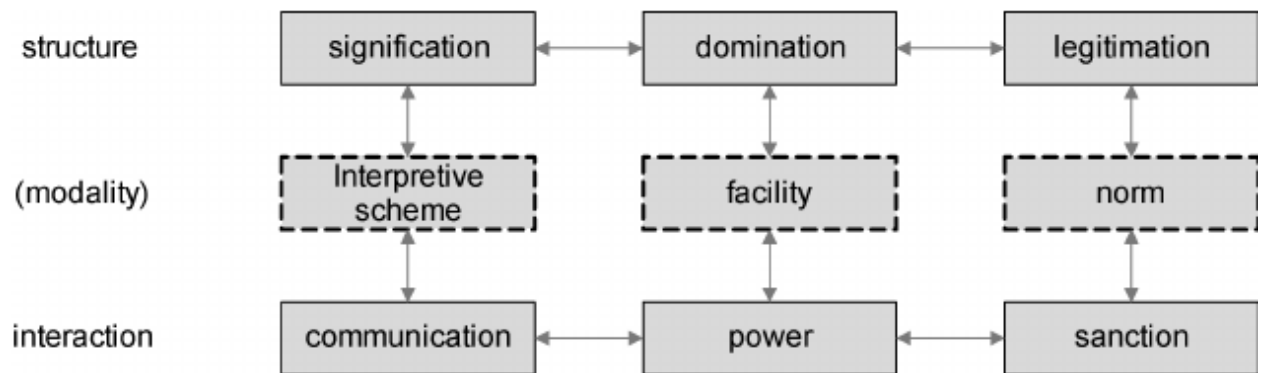 structure signification domination legitimation
(modality) Interpretive scheme facility norm
interaction communication power sanction